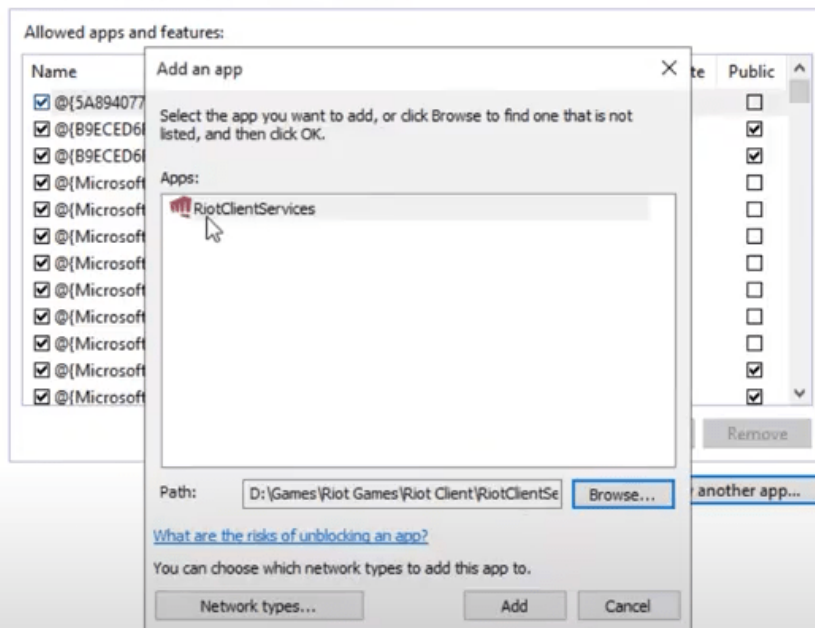 Allowed apps and features:
Name
te Public
@{5A894077
@{B9ECED6
@{B9ECED6
@{Microsoft
@{Microsoft
@{Microsoft
@{Microsoft
@{Microsoft
@{Microsoft
@{Microsoft
@{Microsoft
@{Microsoft
Add an app
Select the app you want to add, or click Browse to find one that is not
listed, and then click OK.
Apps:
RiotClientServices
Path:
D:\Games\Riot Games\Riot Client\RiotClientSe
Browse...
What are the risks of unblocking an app?
You can choose which network types to add this app to.
Network types...
Add
Cancel
Remove
another app...